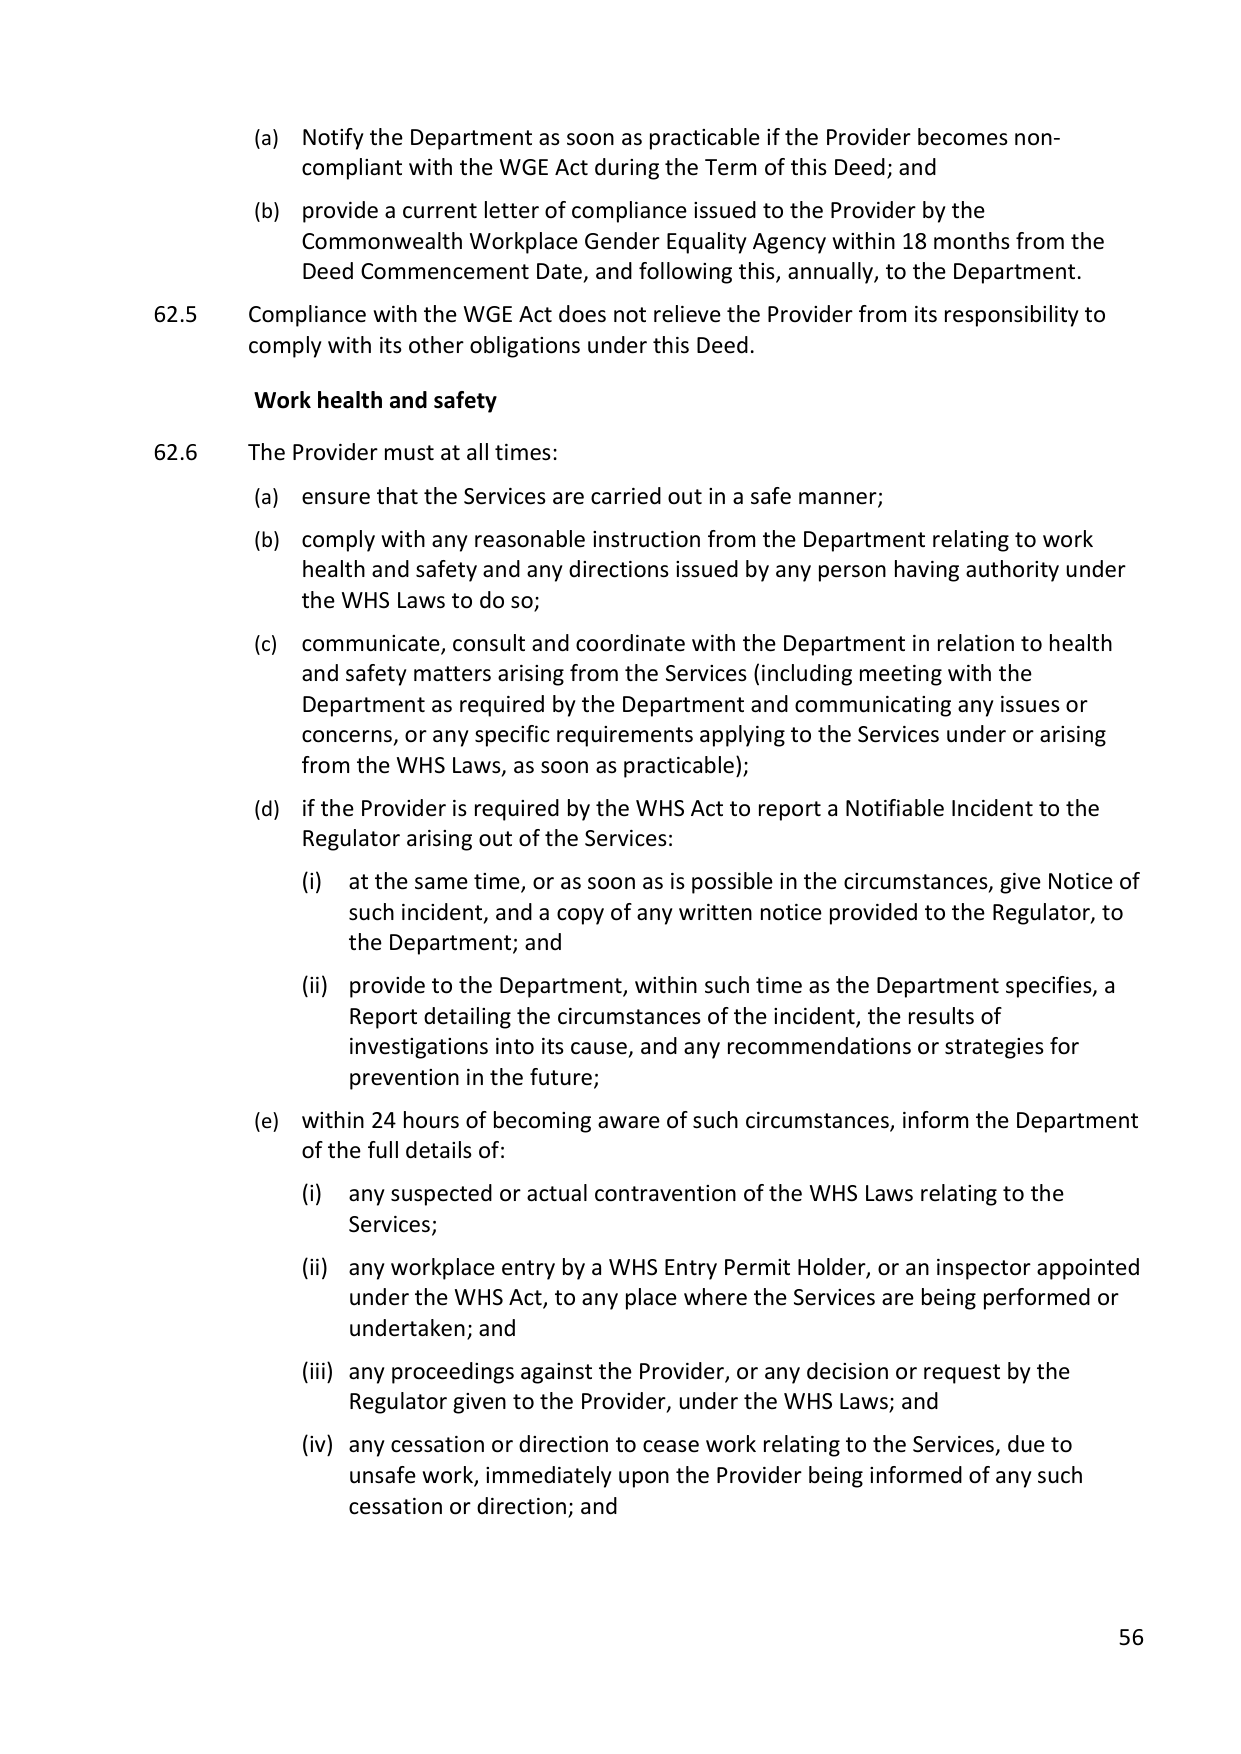 (a) Notify the Department as soon as practicable if the Provider becomes non-
compliant with the WGE Act during the Term of this Deed; and
(b) provide a current letter of compliance issued to the Provider by the
Commonwealth Workplace Gender Equality Agency within 18 months from the
Deed Commencement Date, and following this, annually, to the Department.
62.5 Compliance with the WGE Act does not relieve the Provider from its responsibility to
comply with its other obligations under this Deed.
Work health and safety
62.6 The Provider must at all times:
(a) ensure that the Services are carried out in a safe manner;
(b) comply with any reasonable instruction from the Department relating to work
health and safety and any directions issued by any person having authority under
the WHS Laws to do so;
(c) communicate, consult and coordinate with the Department in relation to health
and safety matters arising from the Services (including meeting with the
Department as required by the Department and communicating any issues or
concerns, or any specific requirements applying to the Services under or arising
from the WHS Laws, as soon as practicable);
(d) if the Provider is required by the WHS Act to report a Notifiable Incident to the
Regulator arising out of the Services:
(i) at the same time, or as soon as is possible in the circumstances, give Notice of
such incident, and a copy of any written notice provided to the Regulator, to
the Department; and
(ii) provide to the Department, within such time as the Department specifies, a
Report detailing the circumstances of the incident, the results of
investigations into its cause, and any recommendations or strategies for
prevention in the future;
(e) within 24 hours of becoming aware of such circumstances, inform the Department
of the full details of:
(i) any suspected or actual contravention of the WHS Laws relating to the
Services;
(ii) any workplace entry by a WHS Entry Permit Holder, or an inspector appointed
under the WHS Act, to any place where the Services are being performed or
undertaken; and
(iii) any proceedings against the Provider, or any decision or request by the
Regulator given to the Provider, under the WHS Laws; and
(iv) any cessation or direction to cease work relating to the Services, due to
unsafe work, immediately upon the Provider being informed of any such
cessation or direction; and
56